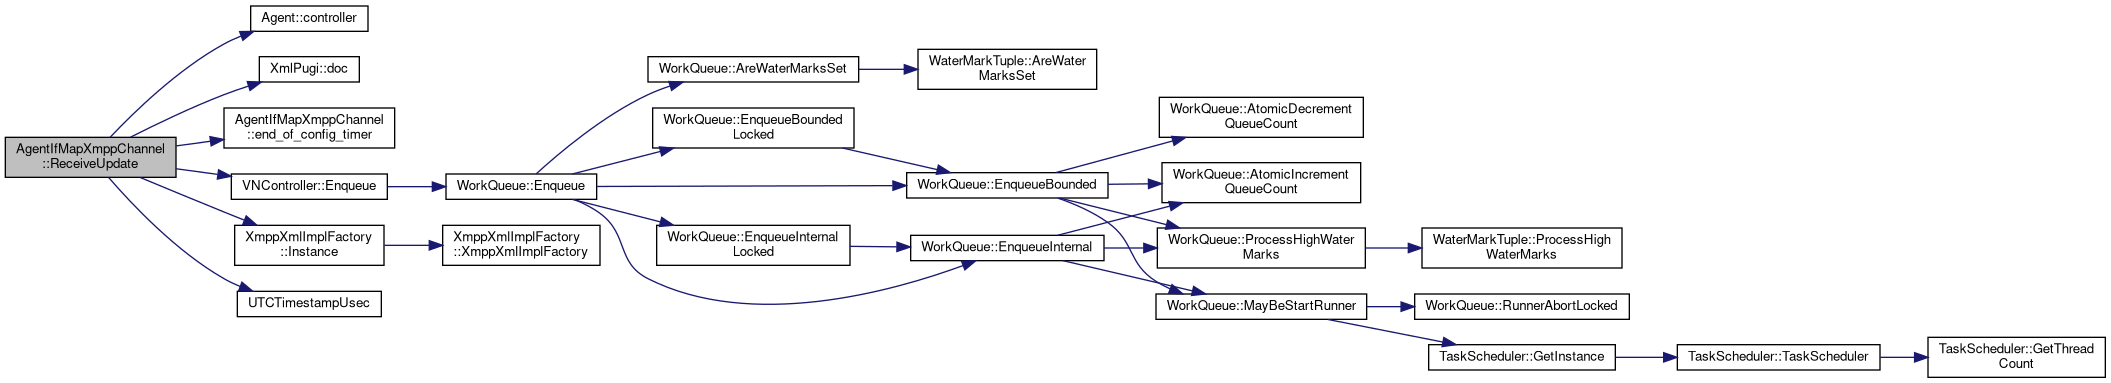 AgentIfMapXmppChannel
::ReceiveUpdate
Agent::controller
XmlPugi::doc
AgentIfMapXmppChannel
::end_of_config_timer
VNController::Enqueue
XmppXmlImplFactory
::Instance
UTCTimestampUsec
WorkQueue::Enqueue
XmppXmlImplFactory
::XmppXmlImplFactory
WorkQueue::AreWaterMarksSet
WorkQueue::EnqueueBounded
Locked
WorkQueue::EnqueueInternal
Locked
WaterMarkTuple::AreWater
MarksSet
WorkQueue::EnqueueBounded
WorkQueue::EnqueueInternal
WorkQueue::AtomicDecrement
QueueCount
WorkQueue::AtomicIncrement
QueueCount
WorkQueue::ProcessHighWater
Marks
WorkQueue::MayBeStartRunner
WaterMarkTuple::ProcessHigh
WaterMarks
WorkQueue::RunnerAbortLocked
TaskScheduler::GetInstance
TaskScheduler::TaskScheduler
TaskScheduler::GetThread
Count